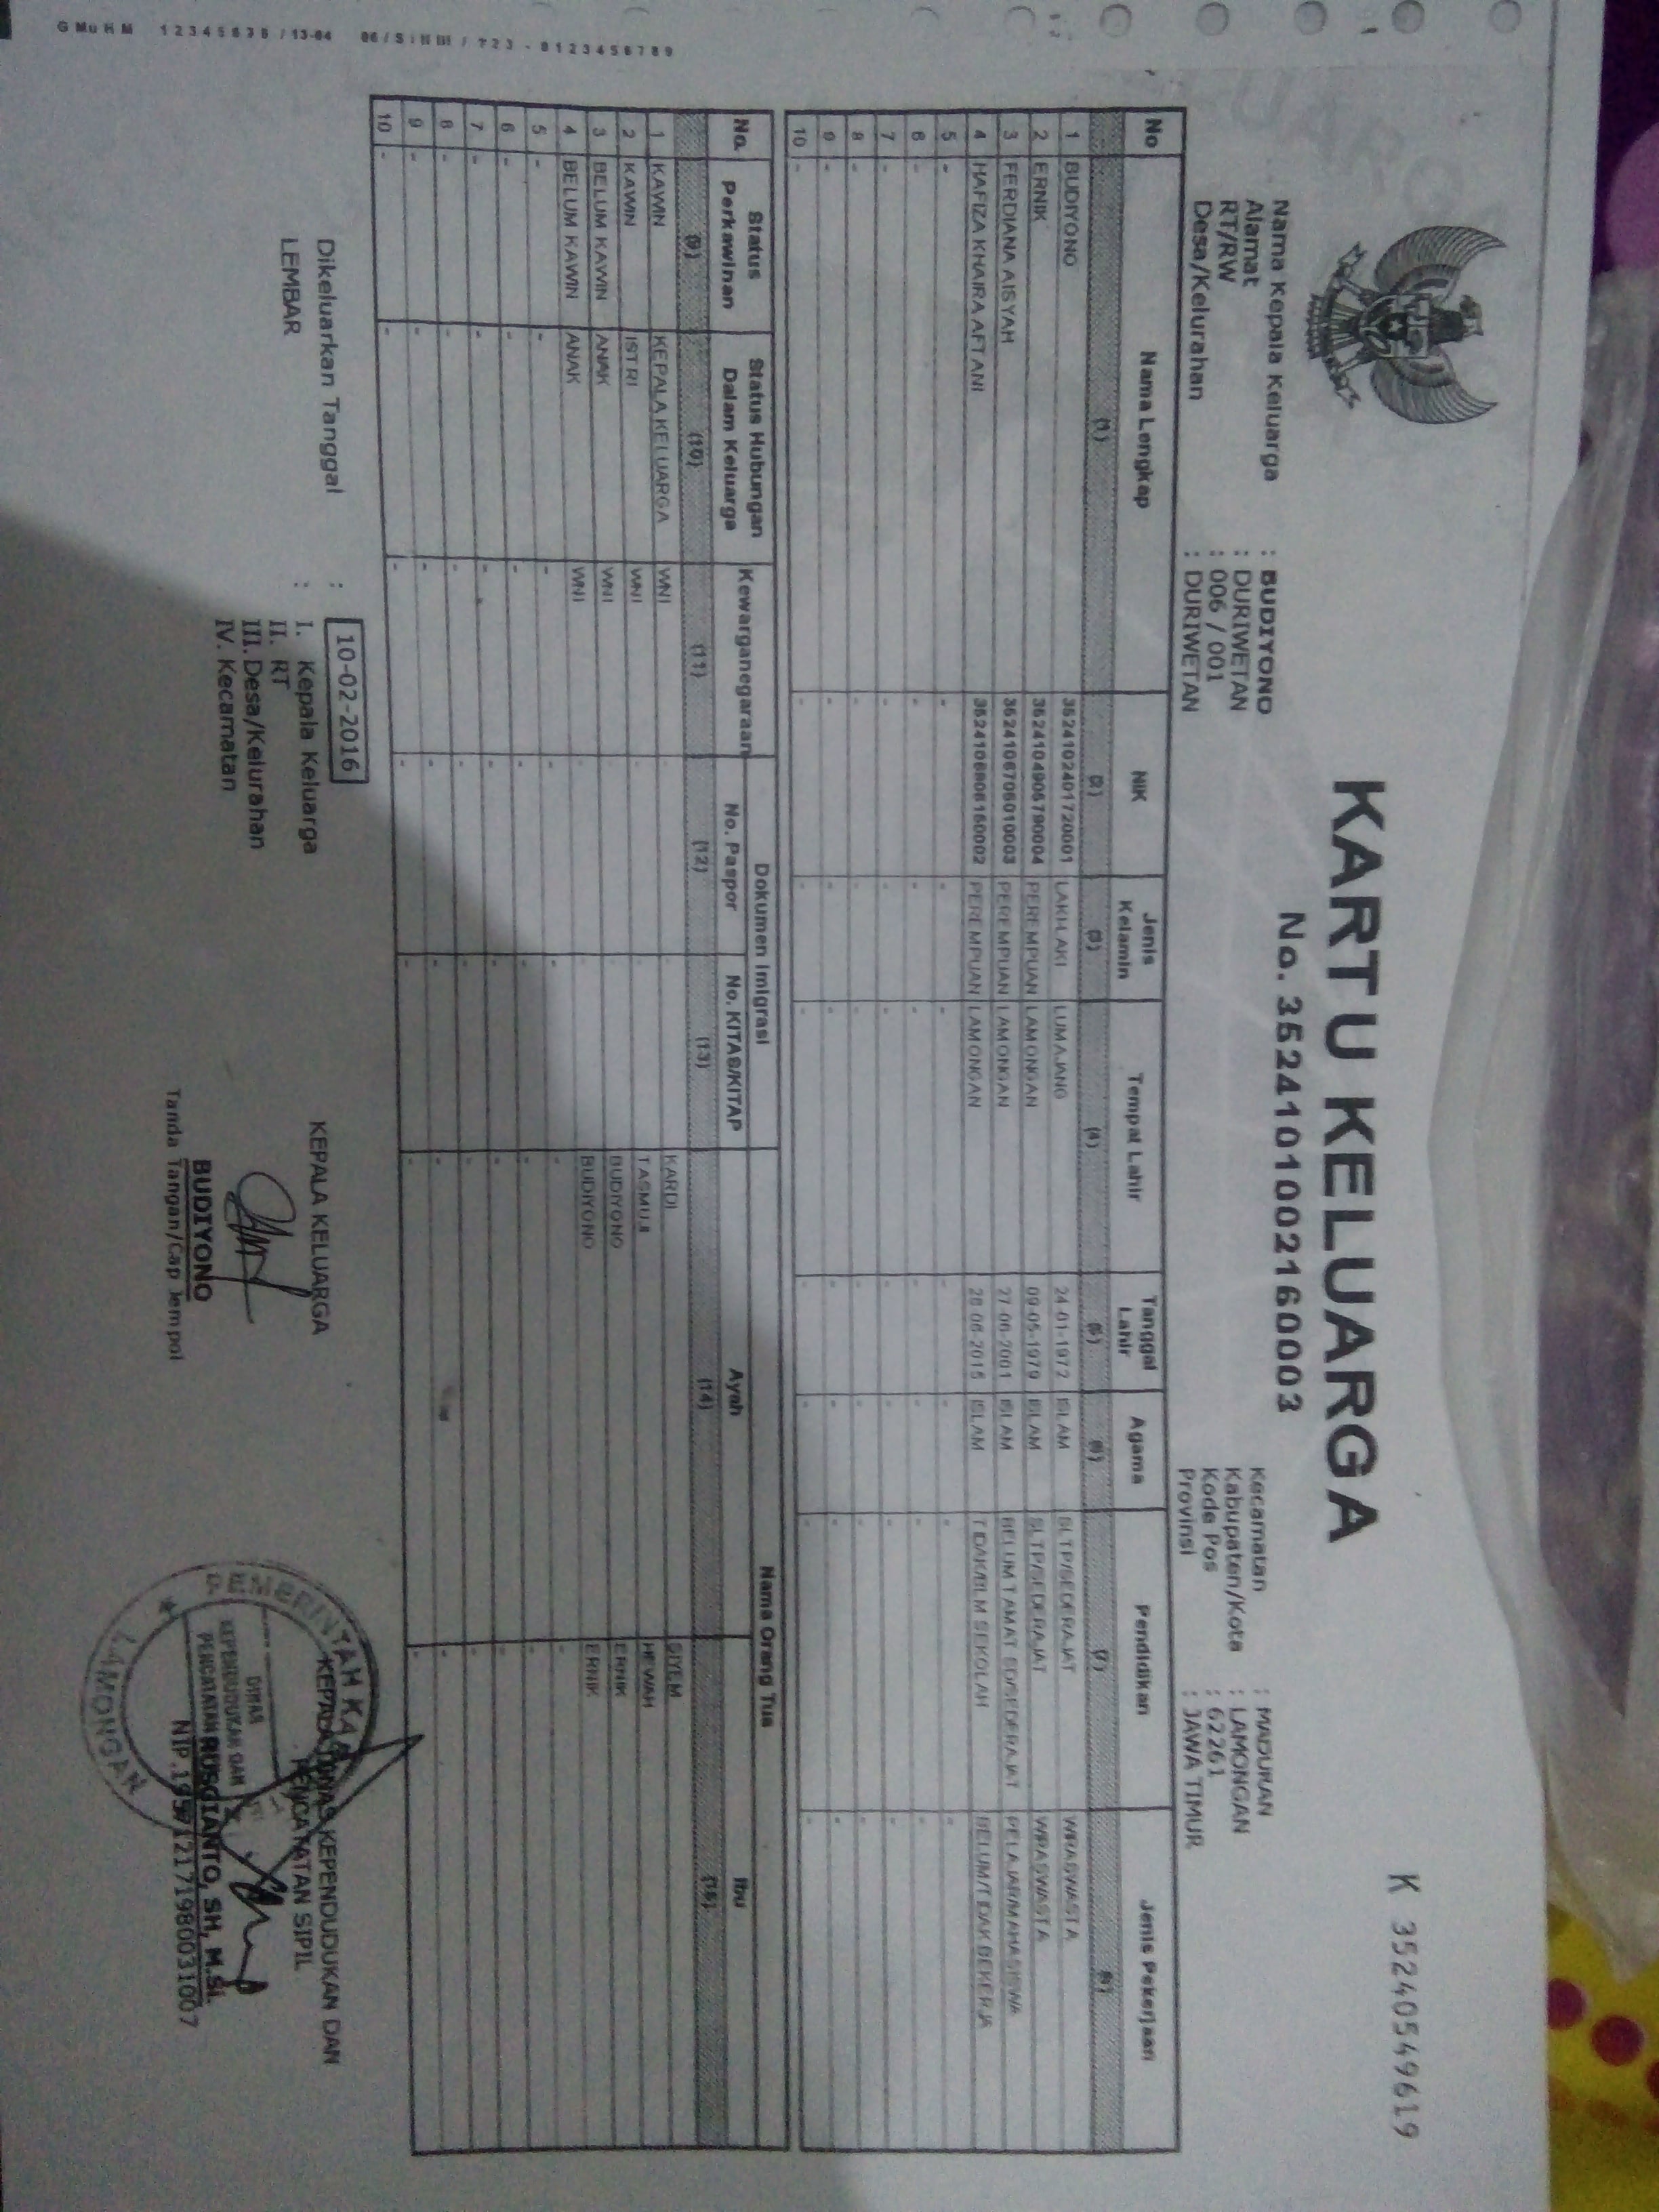 K 35240549619
KARTU KELUARGA
No. 3524101002160003
Nama Kepala Keluarga : BUDIYONO
Alamat : DURIWETAN
RT/RW : 006 / 001
Desa/Kelurahan : DURIWETAN
Kecamatan : MADURAN
Kabupaten/Kota : LAMONGAN
Kode Pos : 62261
Provinsi : JAWA TIMUR
No Nama Lengkap NIK Jenis Kelamin Tempat Lahir Tanggal Lahir Agama Pendidikan Jenis Pekerjaan
(1) (2) (3) (4) (5) (6) (7) (8)
1 BUDIYONO 3524102401720001 LAKI-LAKI LUMAJANG 24-01-1972 ISLAM SLTP/SEDERAJAT WIRASWASTA
2 ERNIK 3524104905790004 PEREMPUAN LAMONGAN 09-05-1979 ISLAM SLTP/SEDERAJAT WIRASWASTA
3 FERDIANA AISYAH 3524106706010003 PEREMPUAN LAMONGAN 27-06-2001 ISLAM BELUM TAMAT SD/SEDERAJAT PELAJAR/MAHASISWA
4 HAFIZA KHAIRA AFTANI PEREMPUAN LAMONGAN ISLAM TIDAK/BLM SEKOLAH BELUM/TIDAK BEKERJA
5 - - - - - - - -
6 - - - - - - - -
7 - - - - - - - -
8 - - - - - - - -
9 - - - - - - - -
10 - - - - - - - -
No. Status Perkawinan Status Hubungan Dalam Keluarga Kewarganegaraan Dokumen Imigrasi Nama Orang Tua
No. Paspor No. KITAS/KITAP Ayah Ibu
(9) (10) (11) (12) (13) (14) (15)
1 KAWIN KEPALA KELUARGA WNI - - KARDI SIYEM
2 KAWIN ISTRI WNI - - TASMUJI HEWAH
3 BELUM KAWIN ANAK WNI - - BUDIYONO ERNIK
4 BELUM KAWIN ANAK WNI - - BUDIYONO ERNIK
5 - - - - - - -
6 - - - - - - -
7 - - - - - - -
8 - - - - - - -
9 - - - - - - -
10 - - - - - - -
Dikeluarkan Tanggal : 10-02-2016
LEMBAR : I. Kepala Keluarga
II. RT
III. Desa/Kelurahan
IV. Kecamatan
KEPALA KELUARGA
BUDIYONO
Tanda Tangan/Cap Jempol
KEPALA DINAS KEPENDUDUKAN DAN
PENCATATAN SIPIL
RUSGIANTO, SH, M.Si.
NIP.195712171980031007
PEMERINTAH KAB
LAMONGAN
DINAS
KEPENDUDUKAN DAN
PENCATATAN